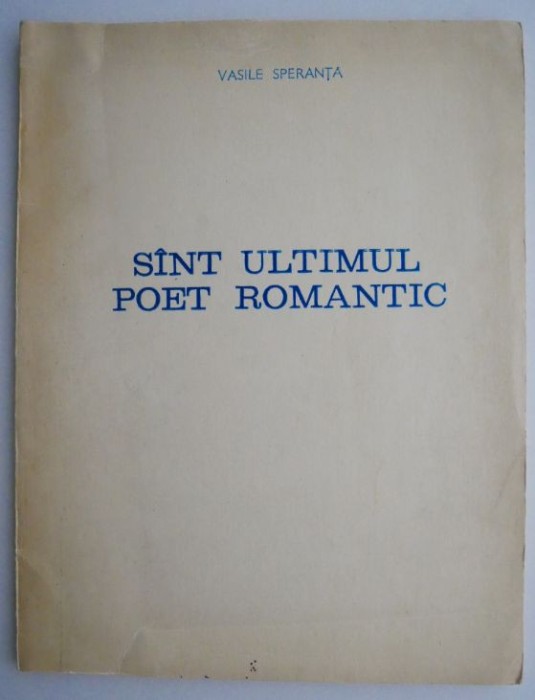 VASILE SPERANȚA
SÎNT ULTIMUL
POET ROMANTIC